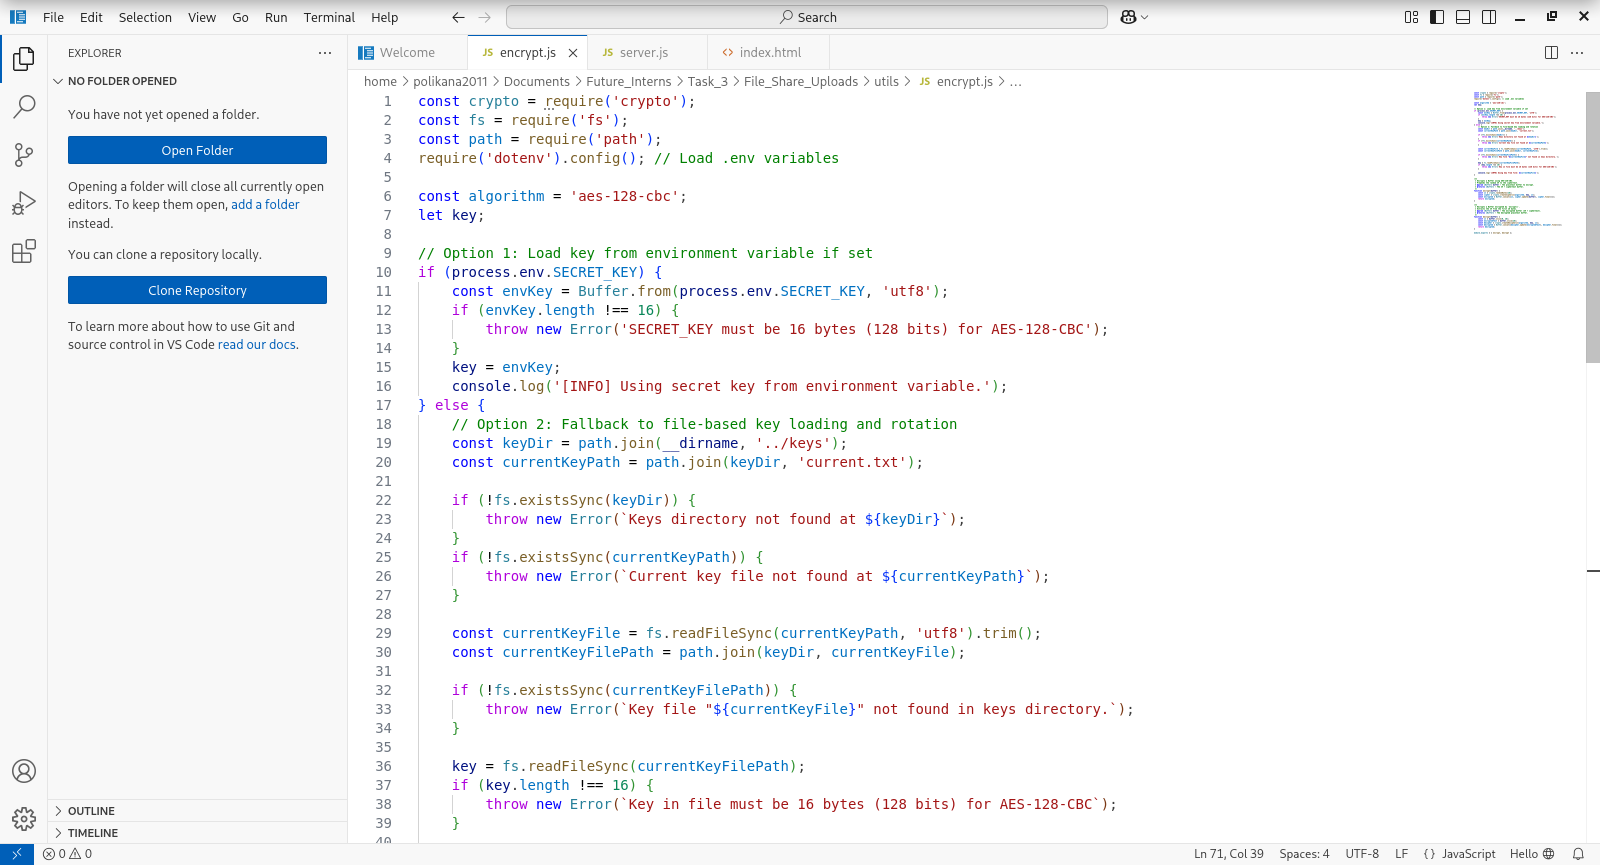 File Edit Selection View Go Run Terminal Help
Search
EXPLORER
NO FOLDER OPENED
You have not yet opened a folder.
Open Folder
Opening a folder will close all currently open
editors. To keep them open, add a folder
instead.
You can clone a repository locally.
Clone Repository
To learn more about how to use Git and
source control in VS Code read our docs.
OUTLINE
TIMELINE
Welcome
JS encrypt.js
JS server.js
<> index.html
home > polikana2011 > Documents > Future_Interns > Task_3 > File_Share_Uploads > utils > JS encrypt.js > ...
1 const crypto = require('crypto');
2 const fs = require('fs');
3 const path = require('path');
4 require('dotenv').config(); // Load .env variables
5
6 const algorithm = 'aes-128-cbc';
7 let key;
8
9 // Option 1: Load key from environment variable if set
10 if (process.env.SECRET_KEY) {
11     const envKey = Buffer.from(process.env.SECRET_KEY, 'utf8');
12     if (envKey.length !== 16) {
13         throw new Error('SECRET_KEY must be 16 bytes (128 bits) for AES-128-CBC');
14     }
15     key = envKey;
16     console.log('[INFO] Using secret key from environment variable.');
17 } else {
18     // Option 2: Fallback to file-based key loading and rotation
19     const keyDir = path.join(__dirname, '../keys');
20     const currentKeyPath = path.join(keyDir, 'current.txt');
21
22     if (!fs.existsSync(keyDir)) {
23         throw new Error(`Keys directory not found at ${keyDir}`);
24     }
25     if (!fs.existsSync(currentKeyPath)) {
26         throw new Error(`Current key file not found at ${currentKeyPath}`);
27     }
28
29     const currentKeyFile = fs.readFileSync(currentKeyPath, 'utf8').trim();
30     const currentKeyFilePath = path.join(keyDir, currentKeyFile);
31
32     if (!fs.existsSync(currentKeyFilePath)) {
33         throw new Error(`Key file "${currentKeyFile}" not found in keys directory.`);
34     }
35
36     key = fs.readFileSync(currentKeyFilePath);
37     if (key.length !== 16) {
38         throw new Error(`Key in file must be 16 bytes (128 bits) for AES-128-CBC`);
39     }
40
0 0
Ln 71, Col 39 Spaces: 4 UTF-8 LF {} JavaScript Hello